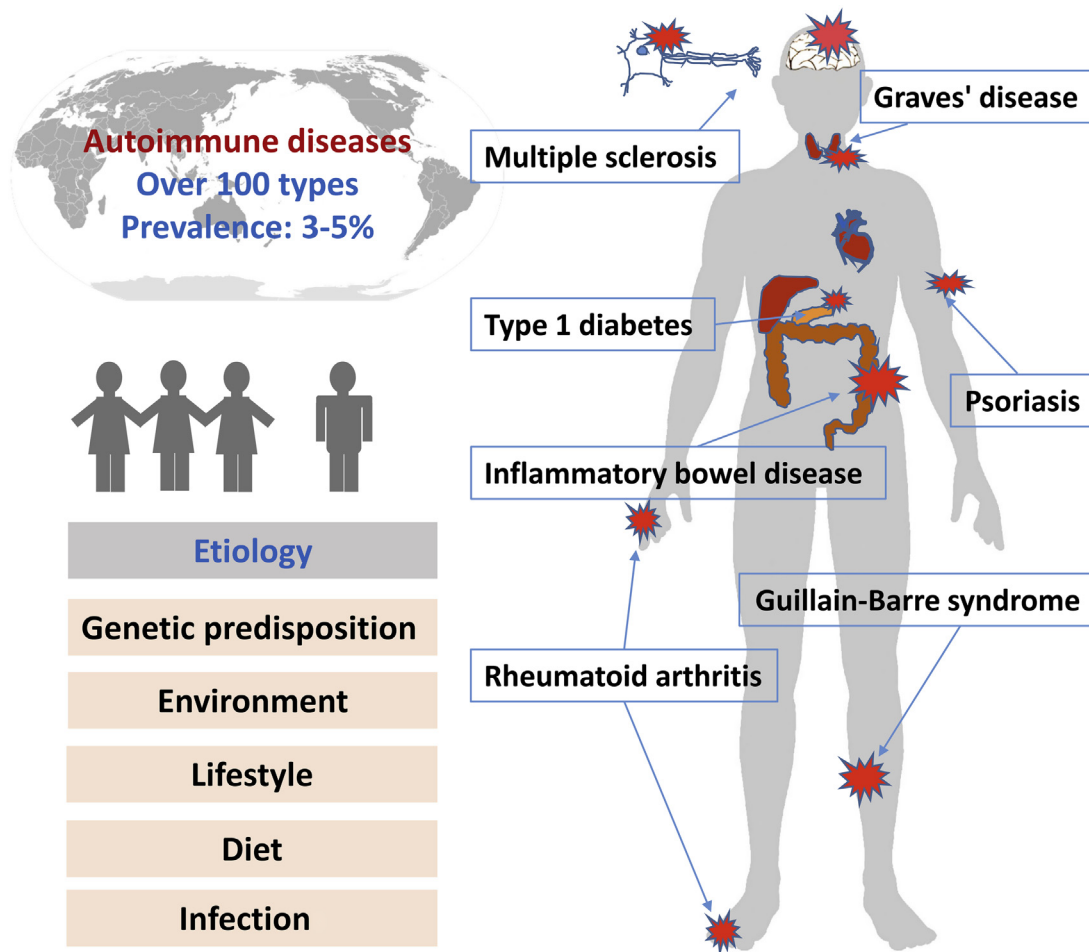 Autoimmune diseases
Over 100 types
Prevalence: 3-5%
Etiology
Genetic predisposition
Environment
Lifestyle
Diet
Infection
Graves' disease
Multiple sclerosis
Type 1 diabetes
Psoriasis
Inflammatory bowel disease
Guillain-Barre syndrome
Rheumatoid arthritis